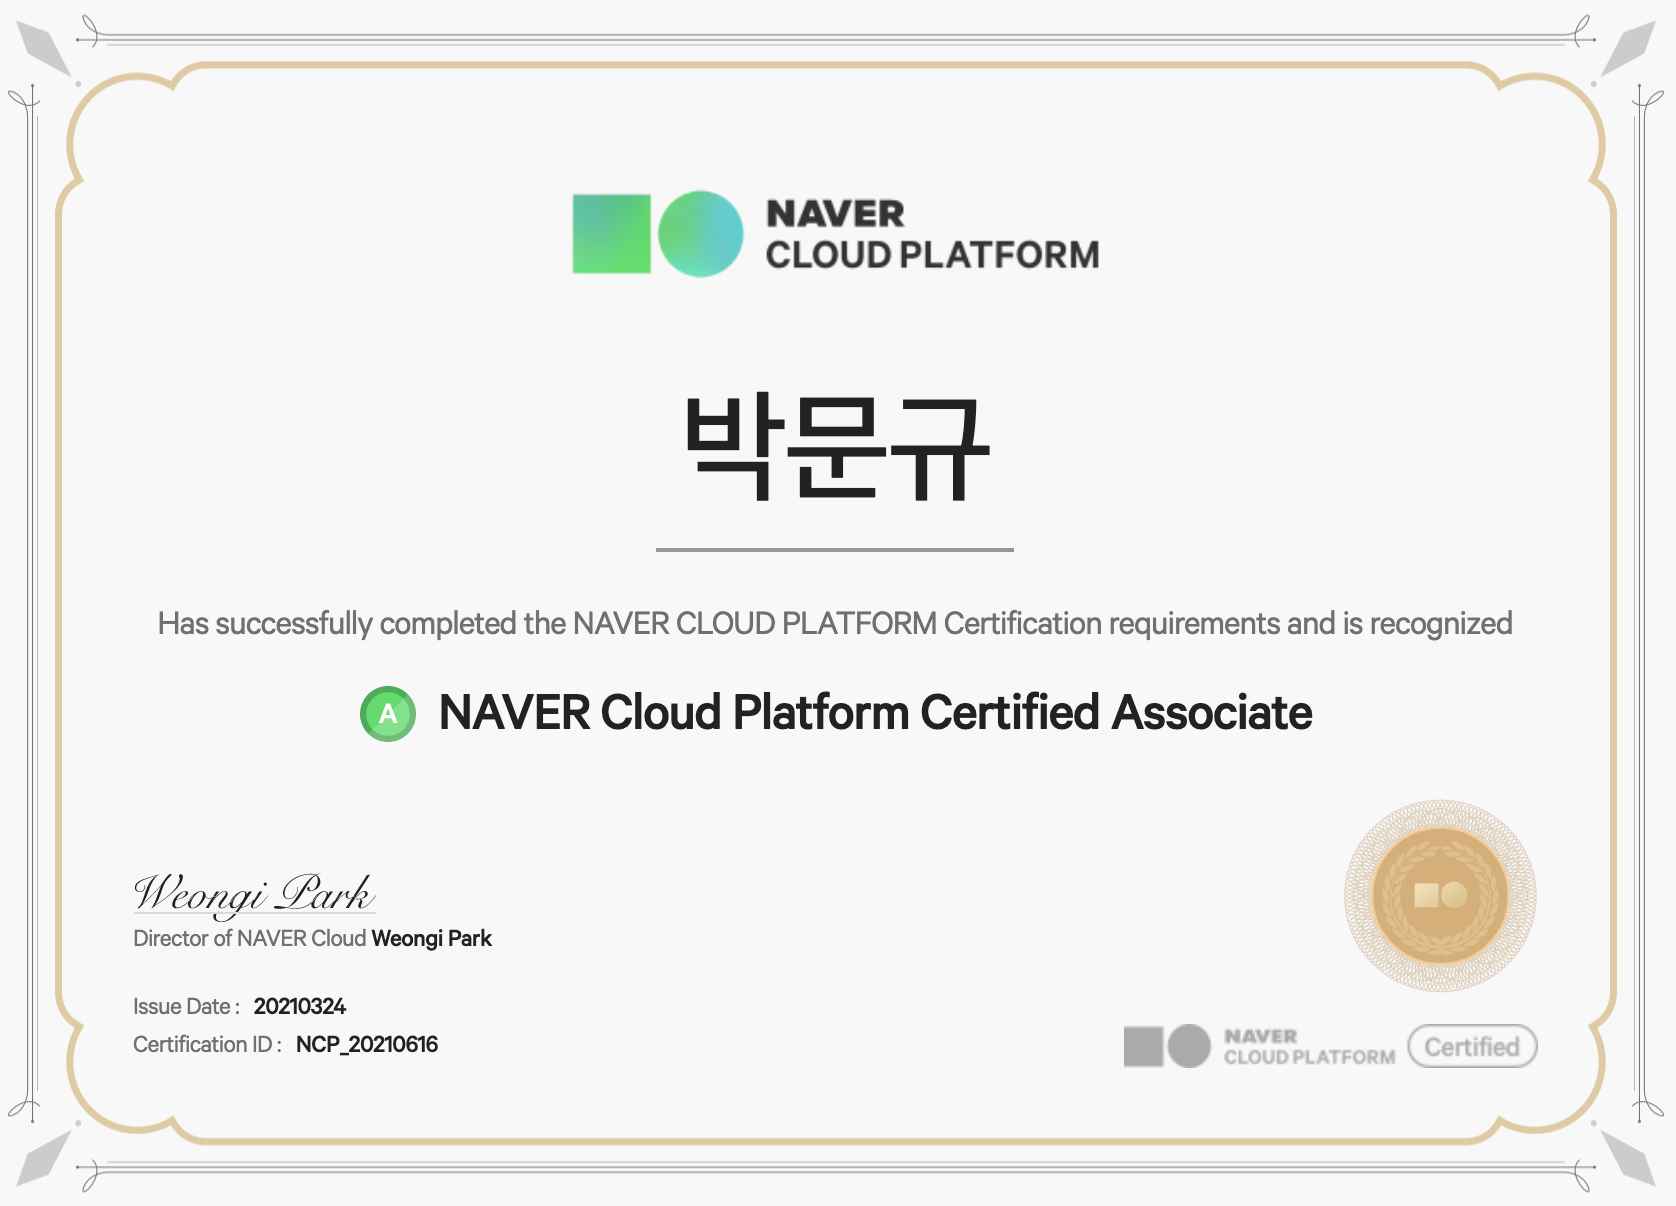 NAVER
CLOUD PLATFORM
박문규
Has successfully completed the NAVER CLOUD PLATFORM Certification requirements and is recognized
A NAVER Cloud Platform Certified Associate
Weongi Park
Director of NAVER Cloud Weongi Park
Issue Date : 20210324
Certification ID : NCP_20210616
NAVER
CLOUD PLATFORM
Certified